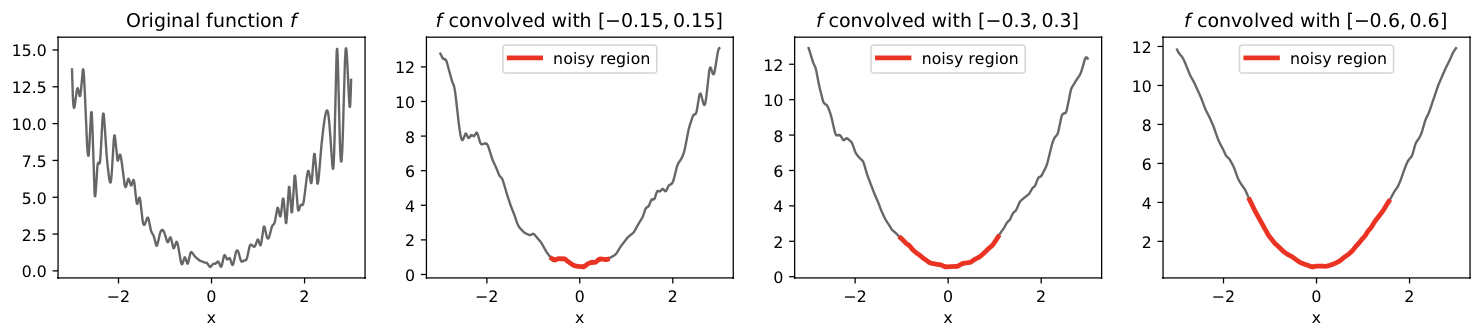 Original function f
15.0
12.5
10.0
7.5
5.0
2.5
0.0
−2 0 2
x
f convolved with [−0.15, 0.15]
noisy region
12
10
8
6
4
2
0
−2 0 2
x
f convolved with [−0.3, 0.3]
noisy region
12
10
8
6
4
2
0
−2 0 2
x
f convolved with [−0.6, 0.6]
noisy region
12
10
8
6
4
2
−2 0 2
x